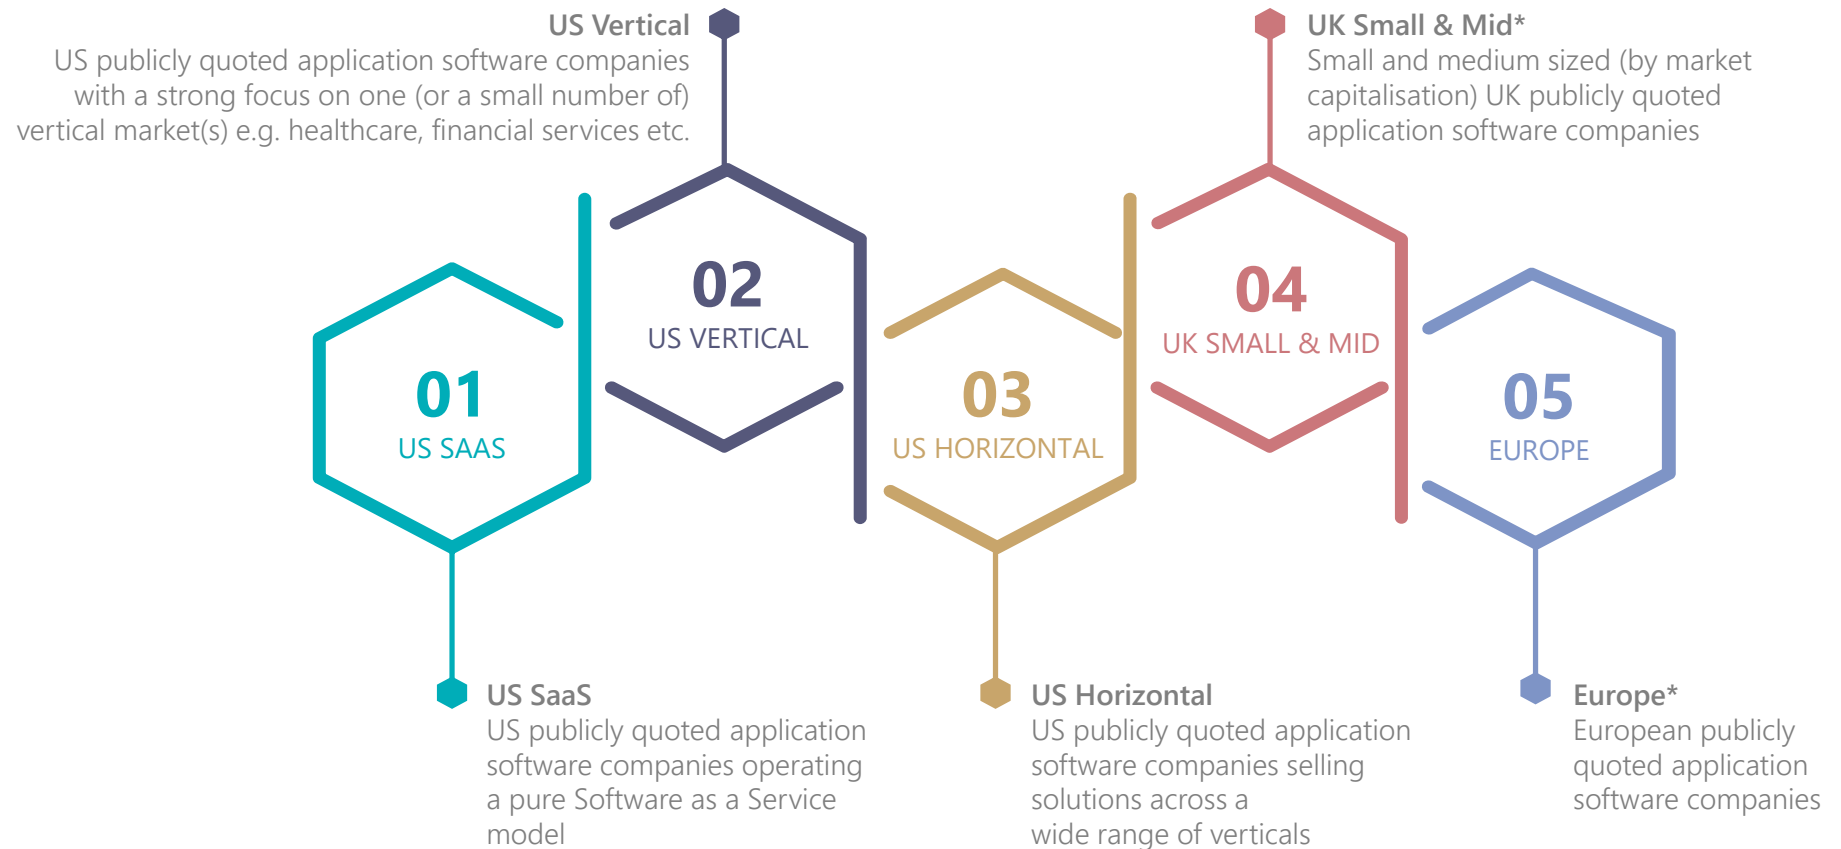 US Vertical
US publicly quoted application software companies
with a strong focus on one (or a small number of)
vertical market(s) e.g. healthcare, financial services etc.
UK Small & Mid*
Small and medium sized (by market
capitalisation) UK publicly quoted
application software companies
01
US SAAS
02
US VERTICAL
03
US HORIZONTAL
04
UK SMALL & MID
05
EUROPE
US SaaS
US publicly quoted application
software companies operating
a pure Software as a Service
model
US Horizontal
US publicly quoted application
software companies selling
solutions across a
wide range of verticals
Europe*
European publicly
quoted application
software companies